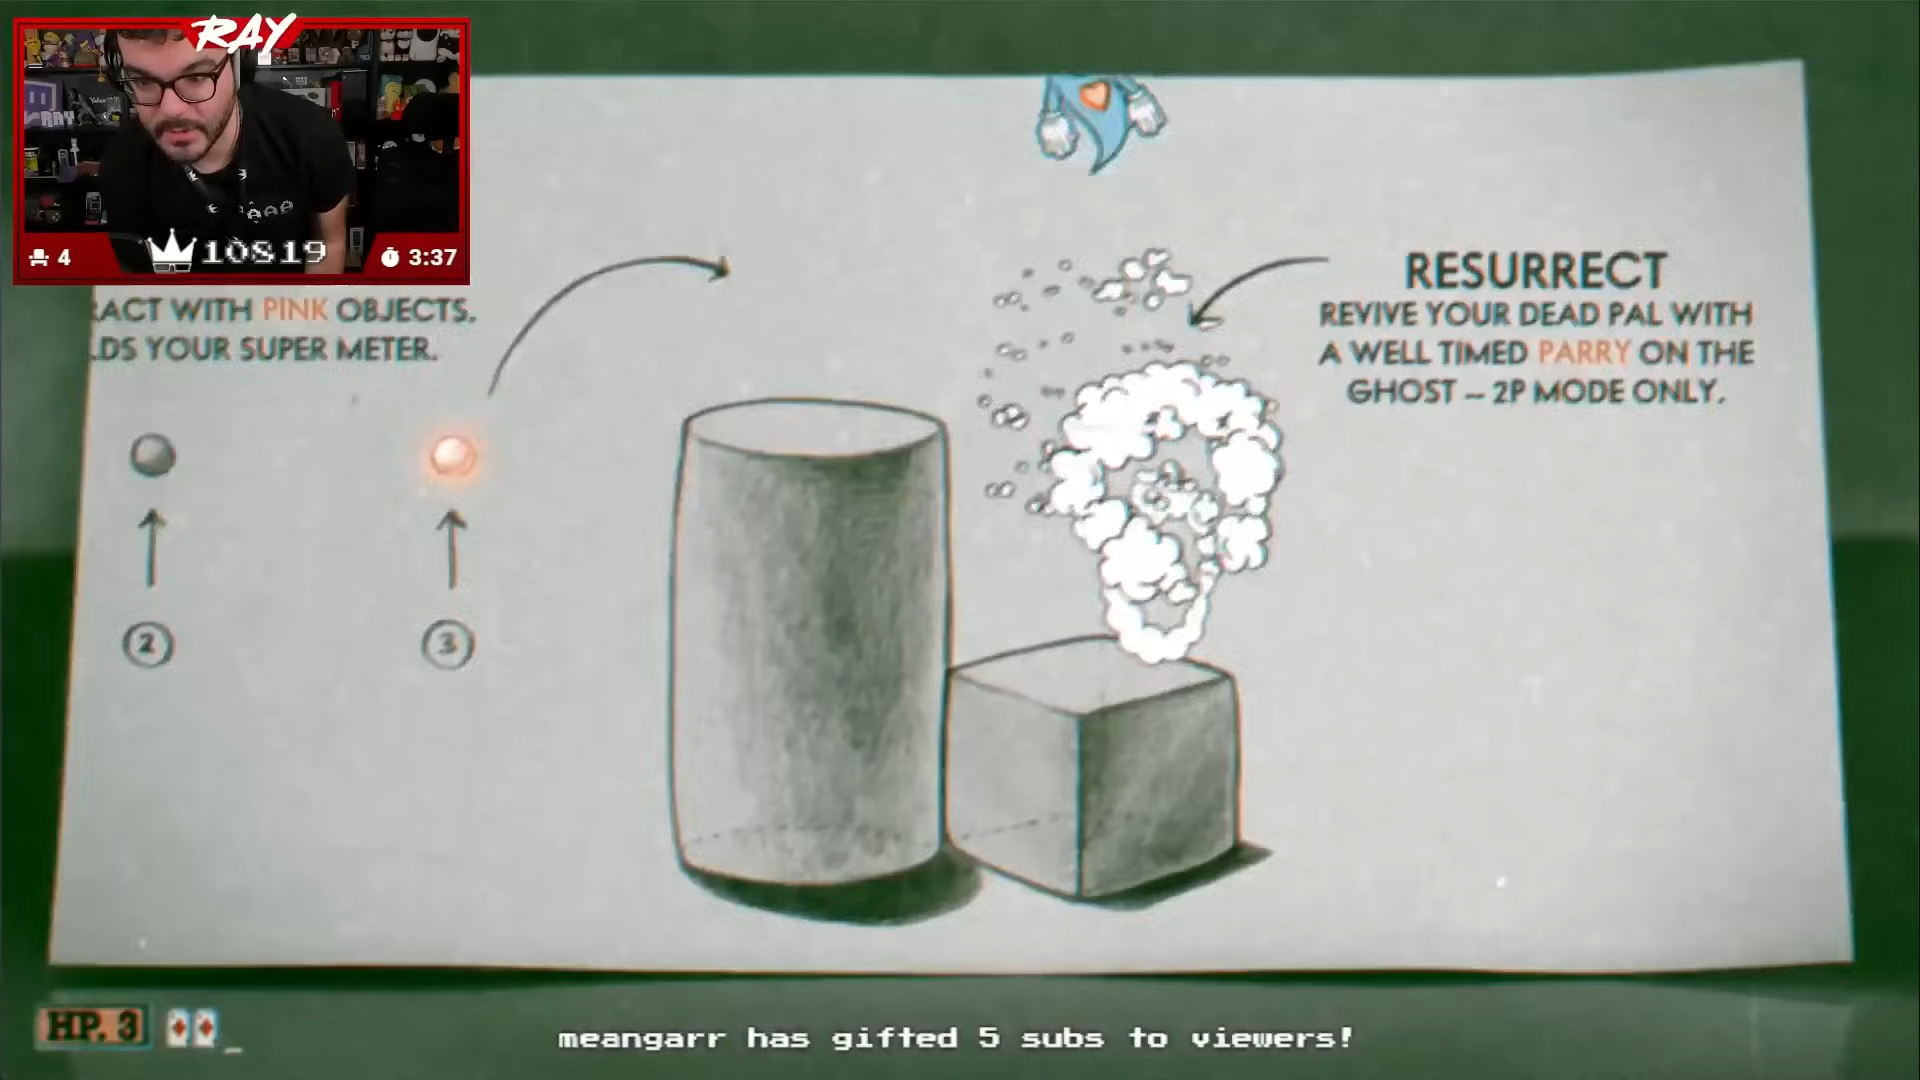 RAY
RAY
4
10819
3:37
RACT WITH PINK OBJECTS.
LDS YOUR SUPER METER.
2
3
RESURRECT
REVIVE YOUR DEAD PAL WITH
A WELL TIMED PARRY ON THE
GHOST – 2P MODE ONLY.
HP. 3
meangarr has gifted 5 subs to viewers!